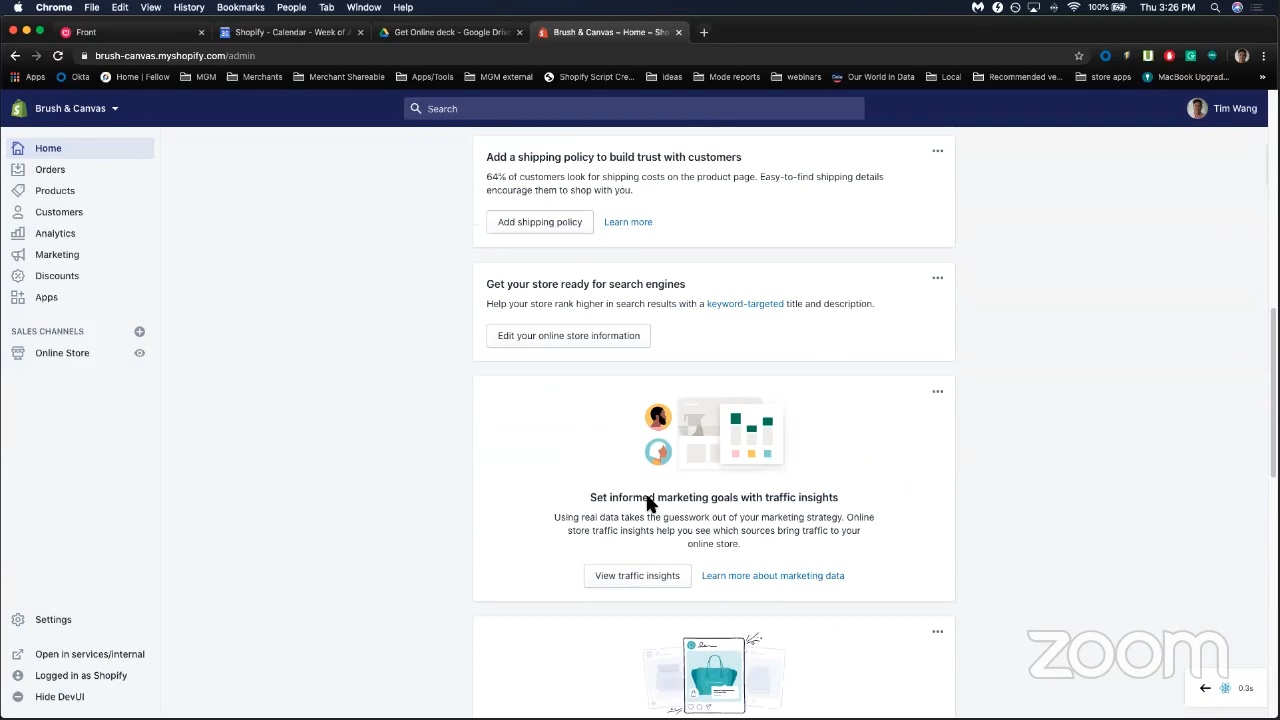 Chrome File Edit View History Bookmarks People Tab Window Help 100% Thu 3:26 PM
Front
Shopify - Calendar - Week of A
Get Online deck - Google Drive
Brush & Canvas ~ Home ~ Sho
brush-canvas.myshopify.com/admin
Apps Okta Home | Fellow MGM Merchants Merchant Shareable Apps/Tools MGM external Shopify Script Cre... Ideas Mode reports webinars Our World in Data Local Recommended ve... store apps MacBook Upgrad... »
Brush & Canvas
Search
Tim Wang
Home
Orders
Products
Customers
Analytics
Marketing
Discounts
Apps
SALES CHANNELS
Online Store
Settings
Open in services/internal
Logged in as Shopify
Hide DevUI
Add a shipping policy to build trust with customers
64% of customers look for shipping costs on the product page. Easy-to-find shipping details
encourage them to shop with you.
Add shipping policy Learn more
Get your store ready for search engines
Help your store rank higher in search results with a keyword-targeted title and description.
Edit your online store information
Set informed marketing goals with traffic insights
Using real data takes the guesswork out of your marketing strategy. Online
store traffic insights help you see which sources bring traffic to your
online store.
View traffic insights Learn more about marketing data
zoom
0.3s